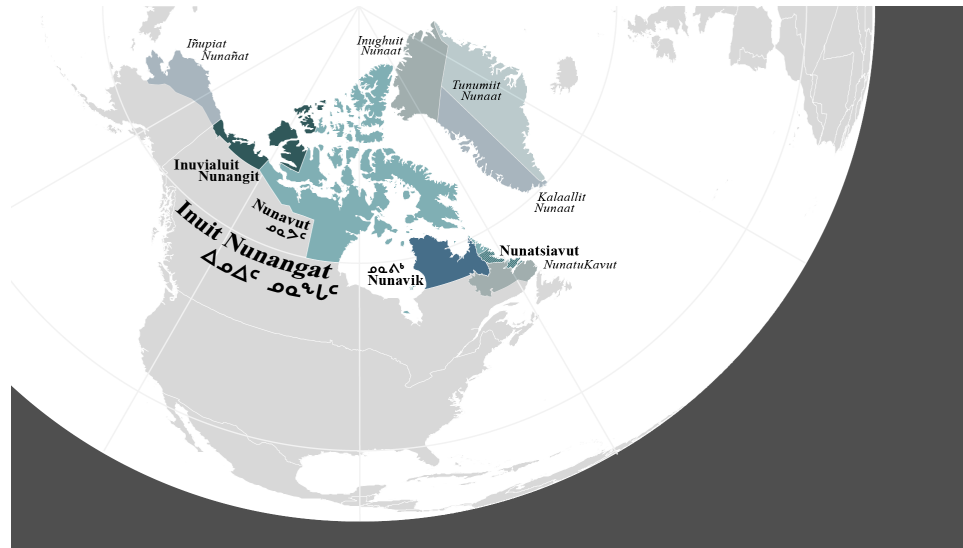 Iñupiat
Nunañat
Inughuit
Nunaat
Tunumiit
Nunaat
Kalaallit
Nunaat
Inuvialuit
Nunangit
Nunavut
ᓄᓇᕗᑦ
Inuit Nunangat
ᐃᓄᐃᑦ ᓄᓇᖓᑦ
ᓄᓇᕕᒃ
Nunavik
Nunatsiavut
NunatuKavut